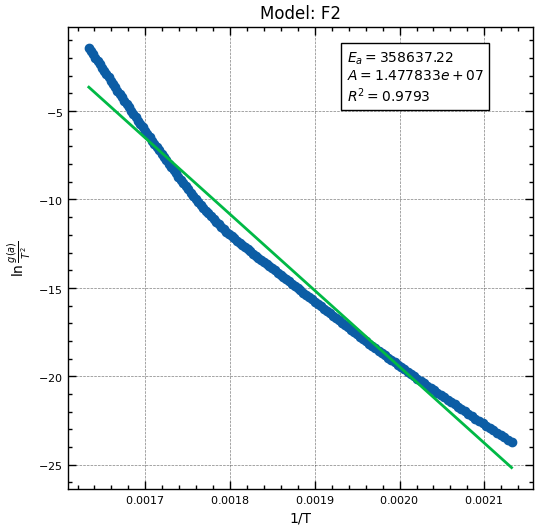 Model: F2
E_a = 358637.22
A = 1.477833e + 07
R^2 = 0.9793
ln g(a)/T^2
−5
−10
−15
−20
−25
0.0017 0.0018 0.0019 0.0020 0.0021
1/T